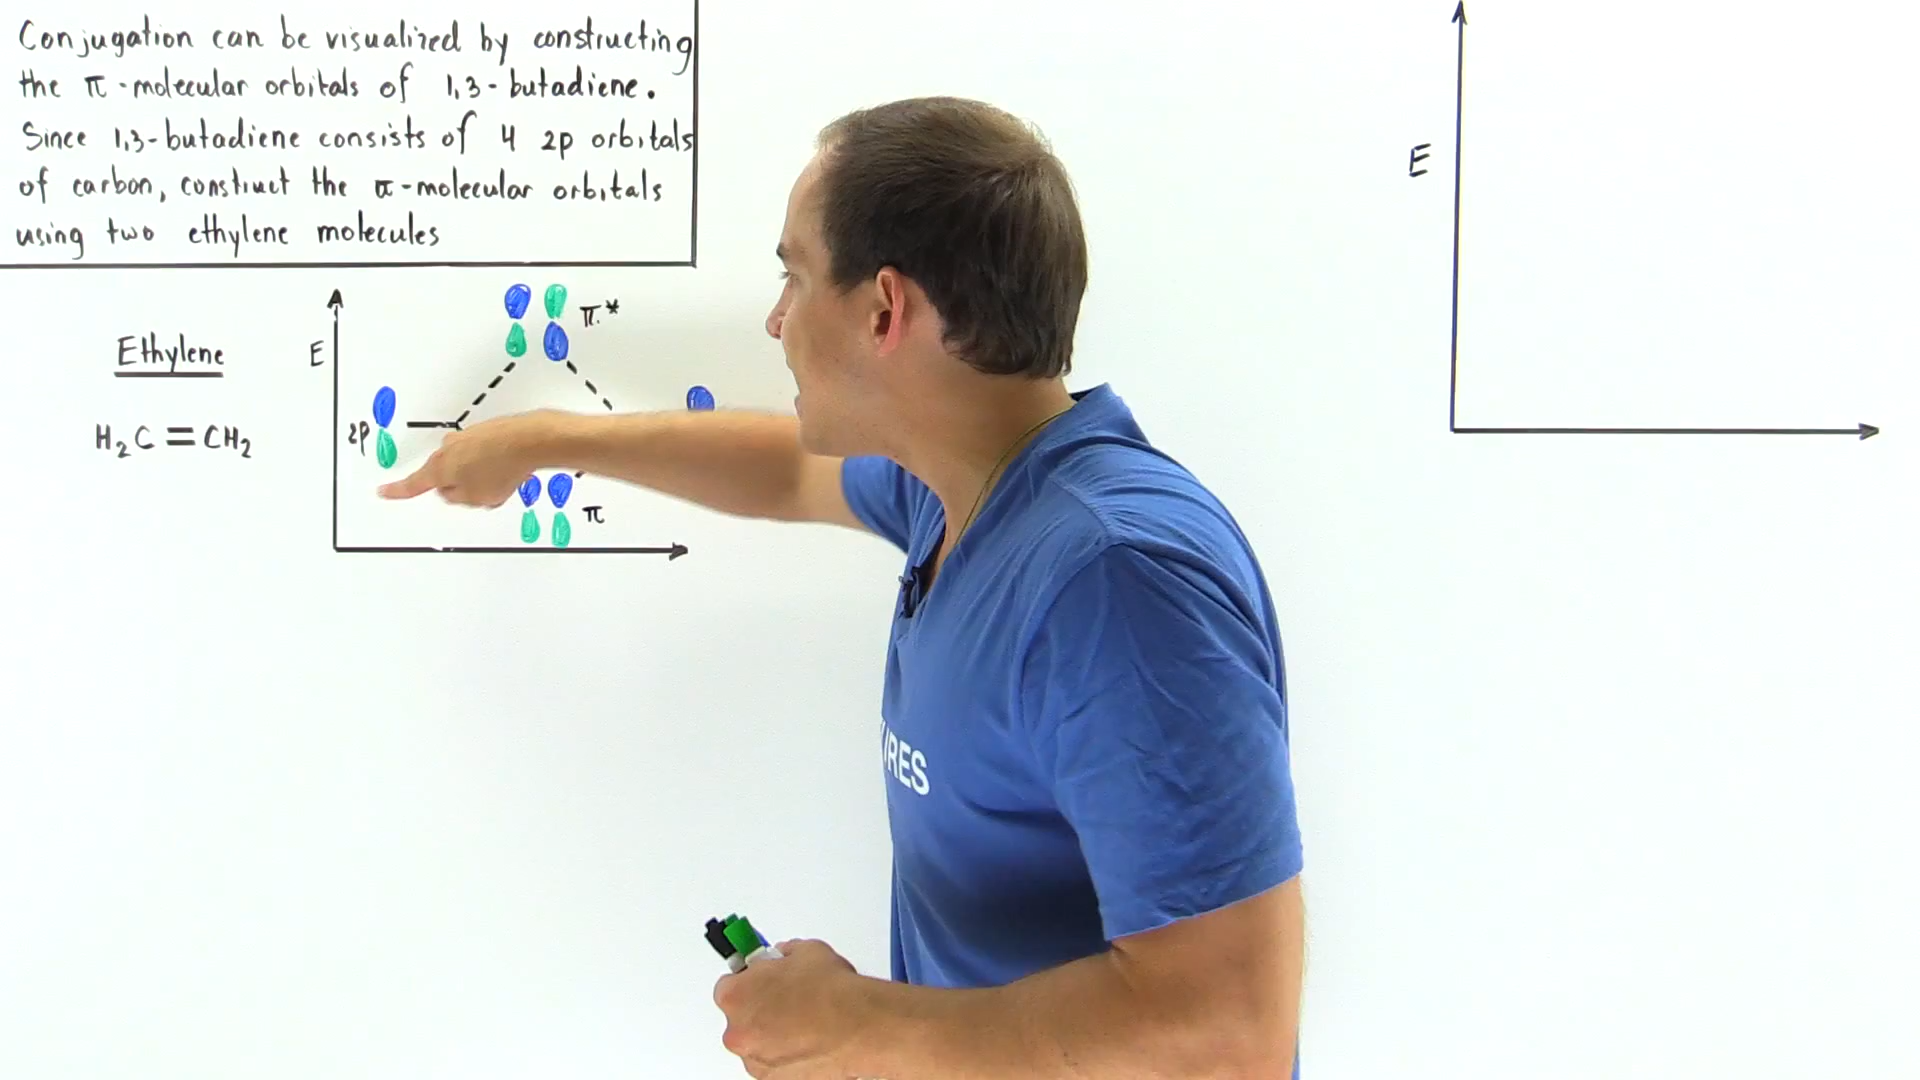 Conjugation can be visualized by constructing
the π-molecular orbitals of 1,3-butadiene.
Since 1,3-butadiene consists of 4 2p orbitals
of carbon, construct the π-molecular orbitals
using two ethylene molecules
Ethylene
H₂C=CH₂
E
2p
π*
π
E